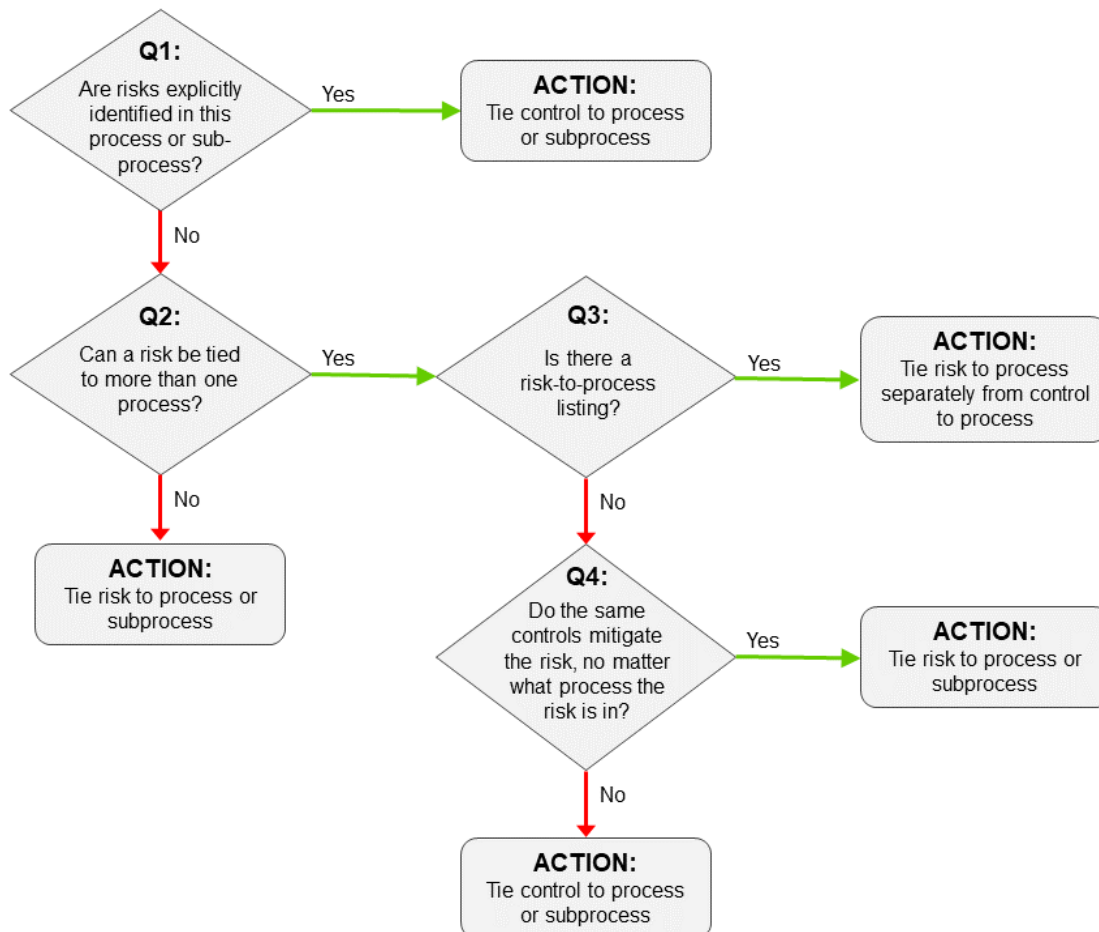 Q1:
Are risks explicitly
identified in this
process or sub-
process?
Yes
ACTION:
Tie control to process
or subprocess
No
Q2:
Can a risk be tied
to more than one
process?
Yes
Q3:
Is there a
risk-to-process
listing?
Yes
ACTION:
Tie risk to process
separately from control
to process
No
No
ACTION:
Tie risk to process or
subprocess
Q4:
Do the same
controls mitigate
the risk, no matter
what process the
risk is in?
Yes
ACTION:
Tie risk to process or
subprocess
No
ACTION:
Tie control to process
or subprocess